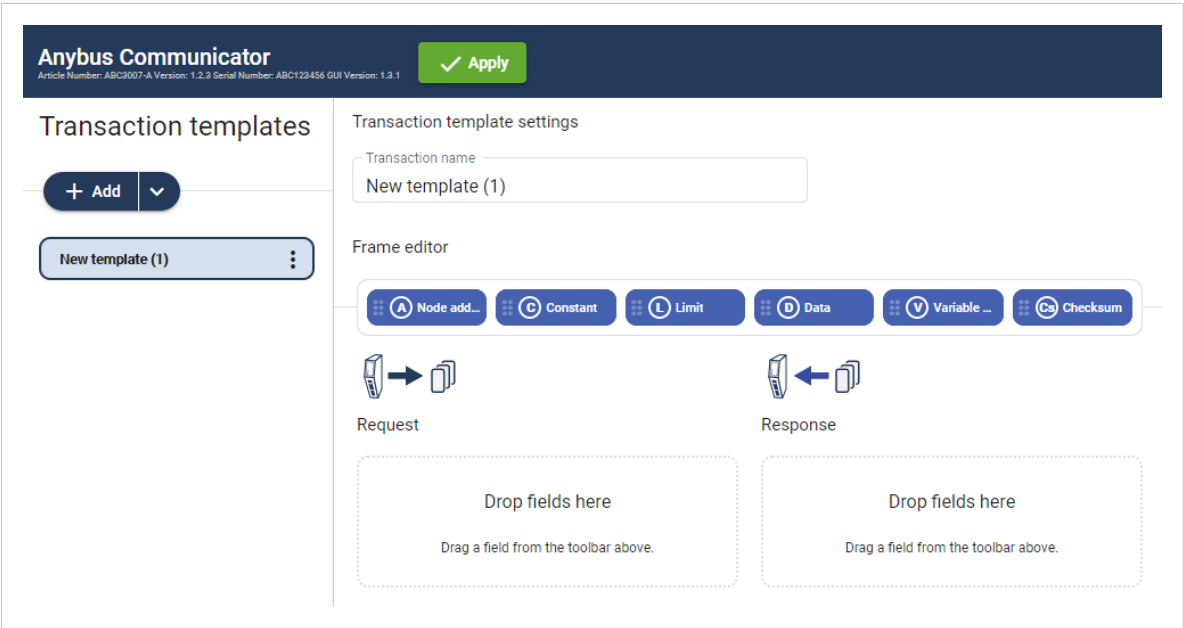 Anybus Communicator
Article Number: ABC3007-A Version: 1.2.3 Serial Number: ABC123456 GUI Version: 1.3.1
Apply
Transaction templates
Add
New template (1)
Transaction template settings
Transaction name
New template (1)
Frame editor
A Node add... C Constant L Limit D Data V Variable ... Cs Checksum
Request
Response
Drop fields here
Drag a field from the toolbar above.
Drop fields here
Drag a field from the toolbar above.